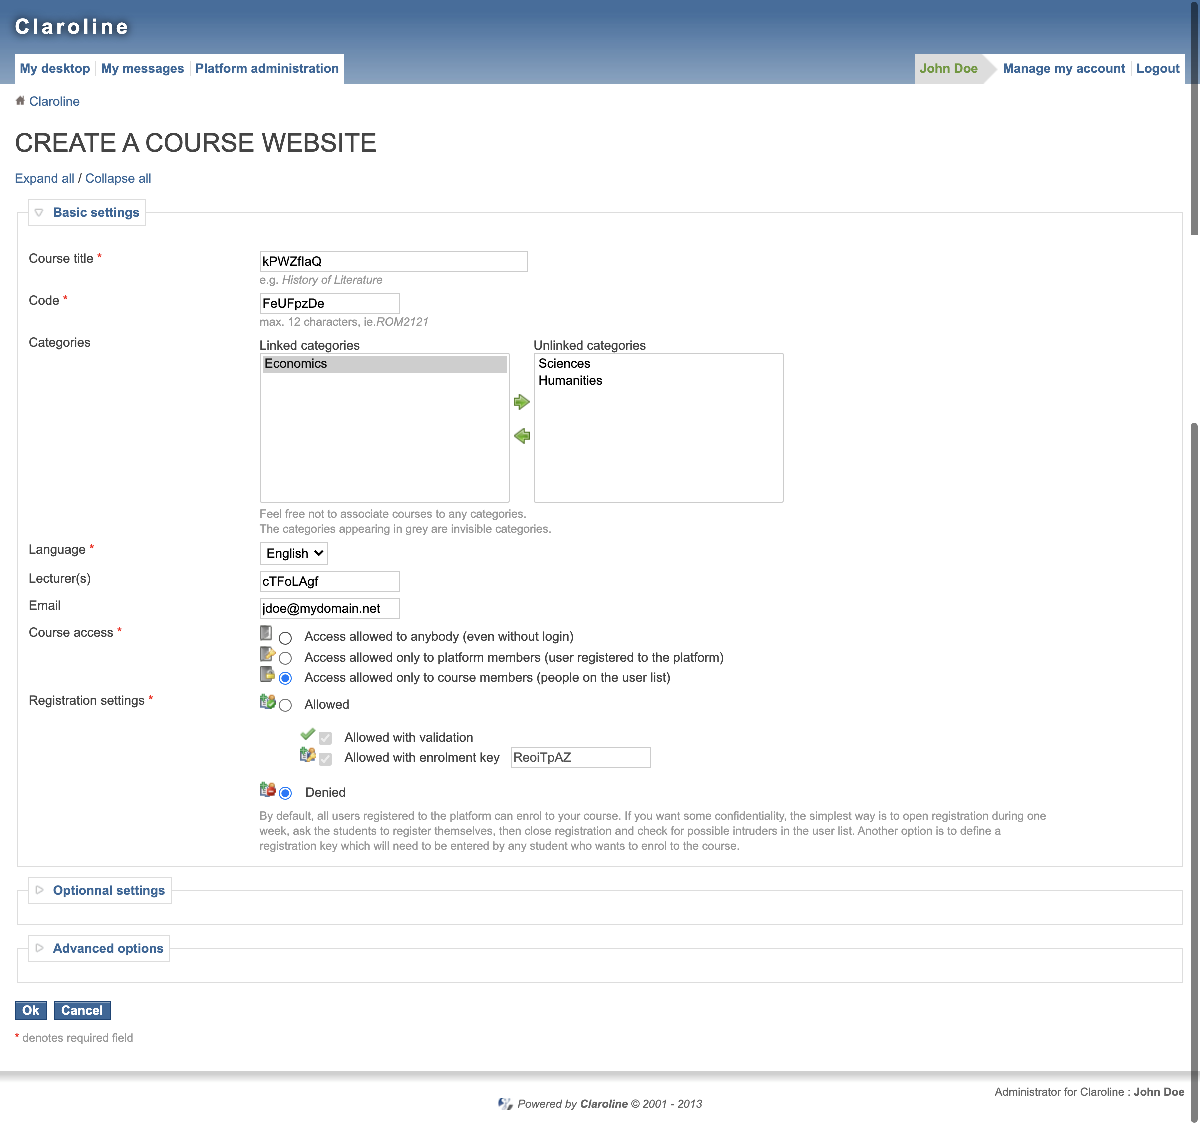 Claroline
My desktop My messages Platform administration John Doe Manage my account Logout
Claroline
CREATE A COURSE WEBSITE
Expand all / Collapse all
Basic settings
Course title * kPWZflaQ
e.g. History of Literature
Code * FeUFpzDe
max. 12 characters, ie.ROM2121
Categories
Linked categories Unlinked categories
Economics Sciences
Humanities
Feel free not to associate courses to any categories.
The categories appearing in grey are invisible categories.
Language * English
Lecturer(s) cTFoLAgf
Email jdoe@mydomain.net
Course access * Access allowed to anybody (even without login)
Access allowed only to platform members (user registered to the platform)
Access allowed only to course members (people on the user list)
Registration settings * Allowed
Allowed with validation
Allowed with enrolment key ReoiTpAZ
Denied
By default, all users registered to the platform can enrol to your course. If you want some confidentiality, the simplest way is to open registration during one
week, ask the students to register themselves, then close registration and check for possible intruders in the user list. Another option is to define a
registration key which will need to be entered by any student who wants to enrol to the course.
Optionnal settings
Advanced options
Ok Cancel
* denotes required field
Administrator for Claroline : John Doe
Powered by Claroline © 2001 - 2013